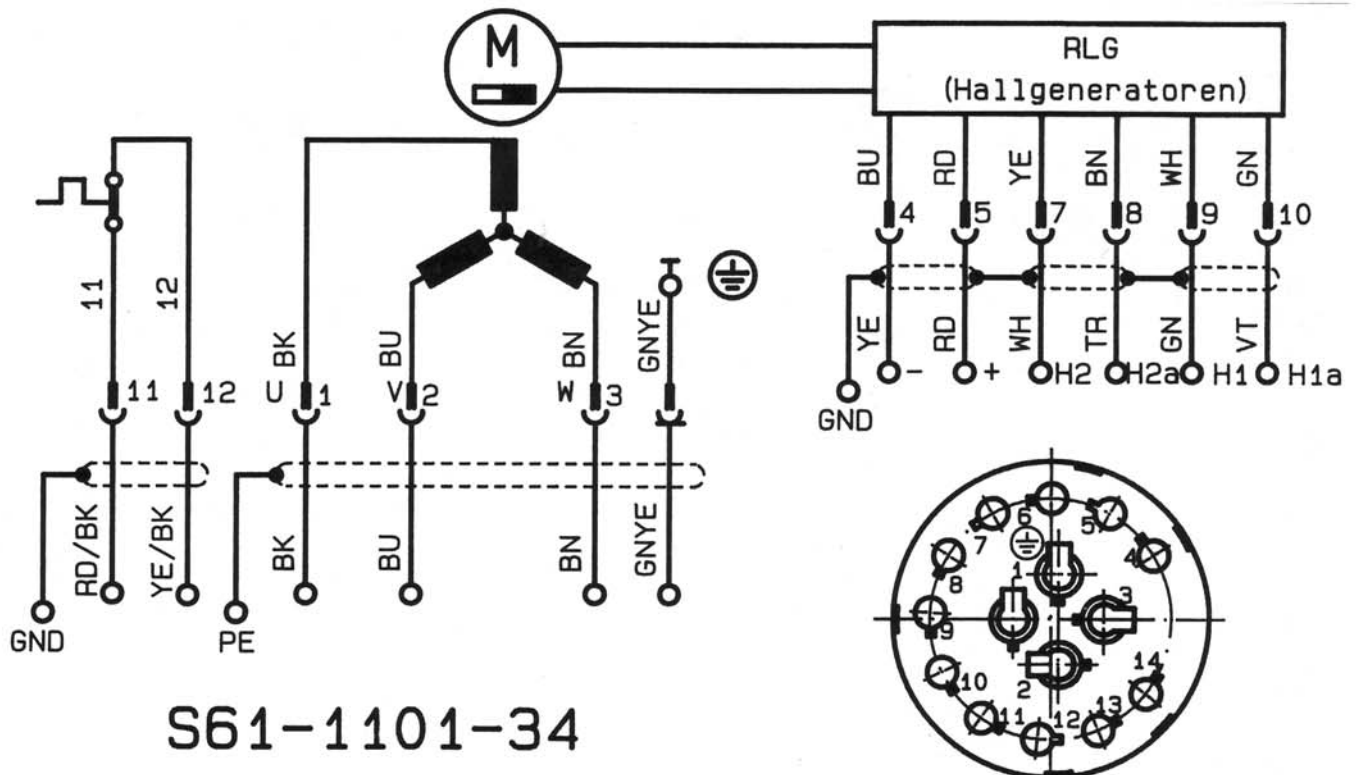 M
RLG
(Hallgeneratoren)
BU RD YE BN WH GN
4 5 7 8 9 10
YE RD WH TR GN VT
- + H2 H2a H1 H1a
GND
11 12
BK BU BN GNYE
11 12 U 1 V 2 W 3
RD/BK YE/BK BK BU BN GNYE
GND PE
6 5
7 4
1
8 3
9
2 14
10
11 12 13
S61-1101-34